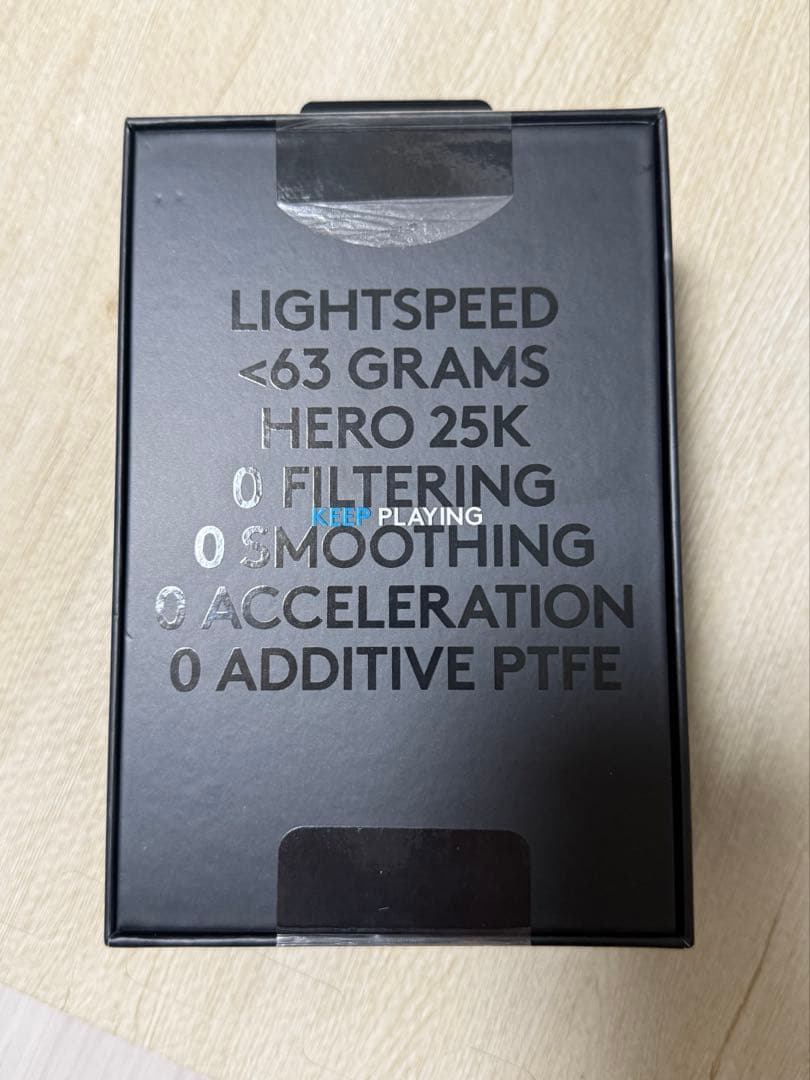 LIGHTSPEED
<63 GRAMS
HERO 25K
0 FILTERING
KEEP PLAYING
0 SMOOTHING
0 ACCELERATION
0 ADDITIVE PTFE